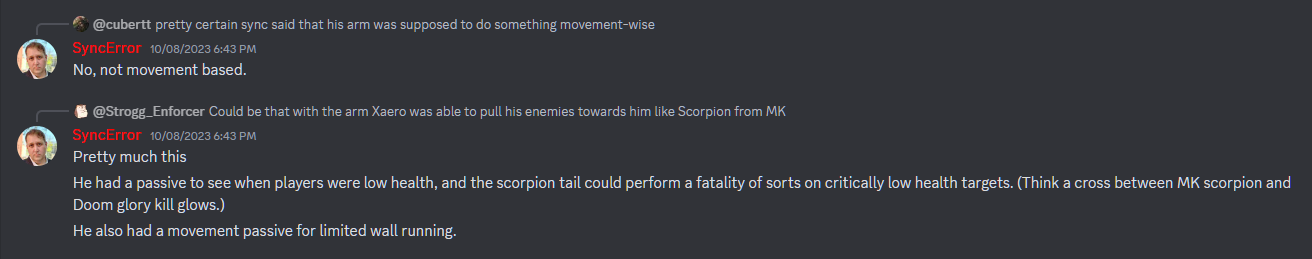 @cubertt pretty certain sync said that his arm was supposed to do something movement-wise
SyncError 10/08/2023 6:43 PM
No, not movement based.
@Strogg_Enforcer Could be that with the arm Xaero was able to pull his enemies towards him like Scorpion from MK
SyncError 10/08/2023 6:43 PM
Pretty much this
He had a passive to see when players were low health, and the scorpion tail could perform a fatality of sorts on critically low health targets. (Think a cross between MK scorpion and
Doom glory kill glows.)
He also had a movement passive for limited wall running.